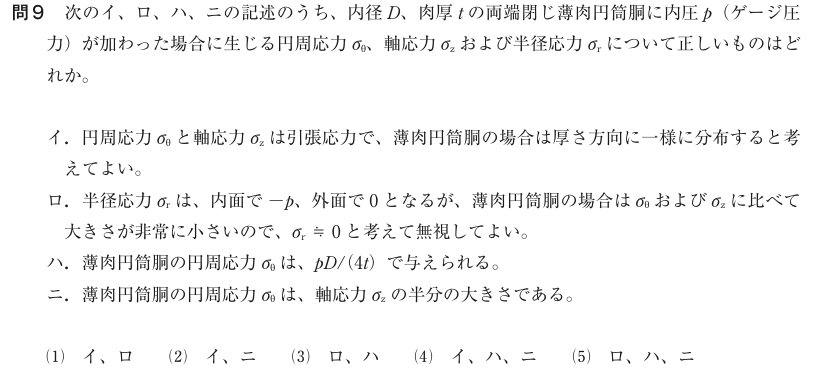 問9　次のイ、ロ、ハ、ニの記述のうち、内径 D、肉厚 t の両端閉じ薄肉円筒胴に内圧 p（ゲージ圧
力）が加わった場合に生じる円周応力 σθ、軸応力 σz および半径応力 σr について正しいものはど
れか。
イ．円周応力 σθ と軸応力 σz は引張応力で、薄肉円筒胴の場合は厚さ方向に一様に分布すると考
えてよい。
ロ．半径応力 σr は、内面で －p、外面で 0 となるが、薄肉円筒胴の場合は σθ および σz に比べて
大きさが非常に小さいので、σr ≒ 0 と考えて無視してよい。
ハ．薄肉円筒胴の円周応力 σθ は、pD/(4t) で与えられる。
ニ．薄肉円筒胴の円周応力 σθ は、軸応力 σz の半分の大きさである。
(1)　イ、ロ　　(2)　イ、ニ　　(3)　ロ、ハ　　(4)　イ、ハ、ニ　　(5)　ロ、ハ、ニ